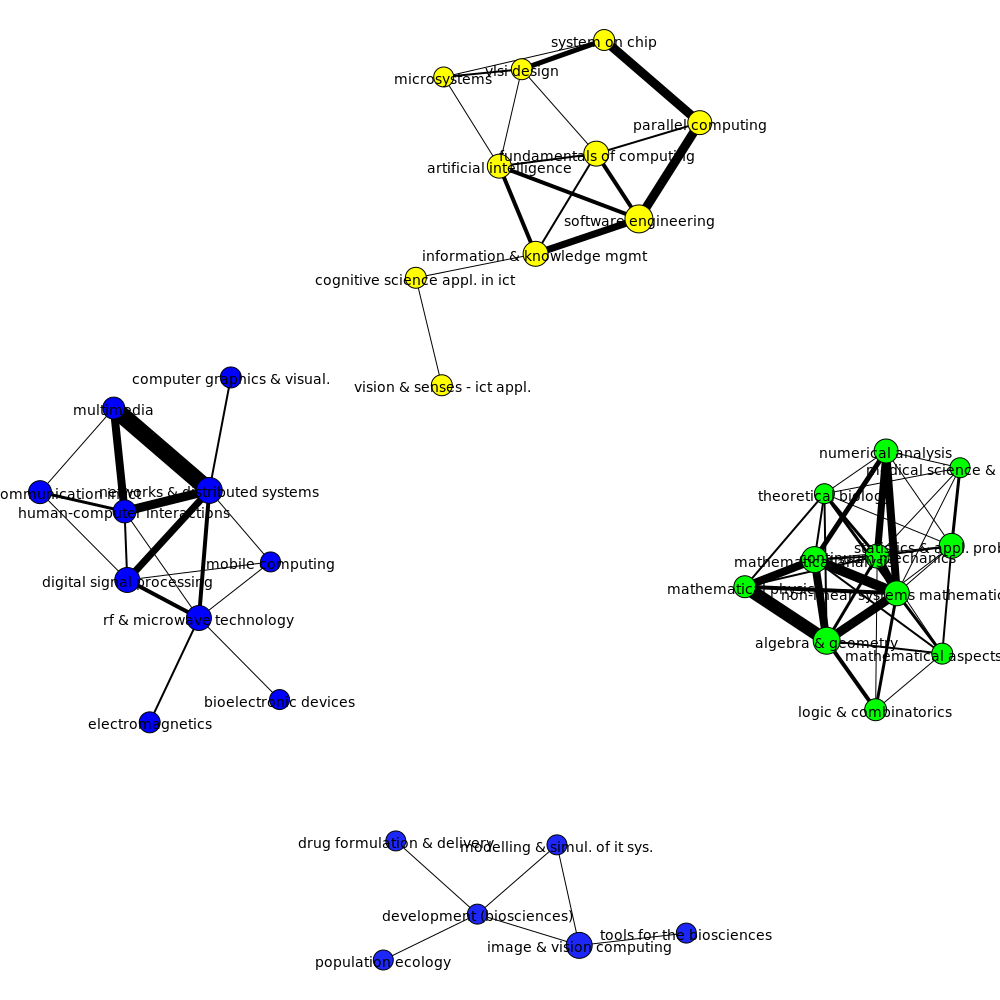 system on chip
vlsi design
microsystems
parallel computing
fundamentals of computing
artificial intelligence
software engineering
information & knowledge mgmt
cognitive science appl. in ict
computer graphics & visual.
vision & senses - ict appl.
multimedia
numerical analysis
medical science &
networks & distributed systems
theoretical biology
human-computer interactions
statistics & appl. prob
continuum mechanics
mathematical analysis
mobile computing
digital signal processing
mathematical physics
non-linear systems mathematic
rf & microwave technology
algebra & geometry
mathematical aspects
bioelectronic devices
logic & combinatorics
electromagnetics
drug formulation & delivery
modelling & simul. of it sys.
development (biosciences)
tools for the biosciences
image & vision computing
population ecology